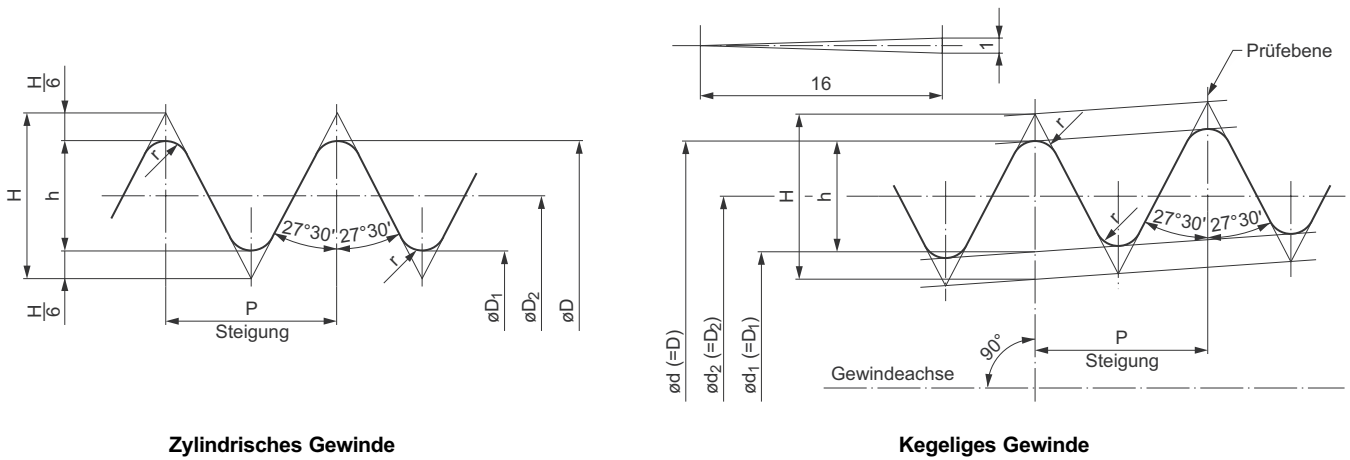 H
6
H
h
r
27°30' 27°30'
r
H
6
P
Steigung
øD1
øD2
øD
Zylindrisches Gewinde
1
16
Prüfebene
r
H
h
r
27°30' 27°30'
ød (=D)
ød2 (=D2)
ød1 (=D1)
90°
P
Steigung
Gewindeachse
Kegeliges Gewinde